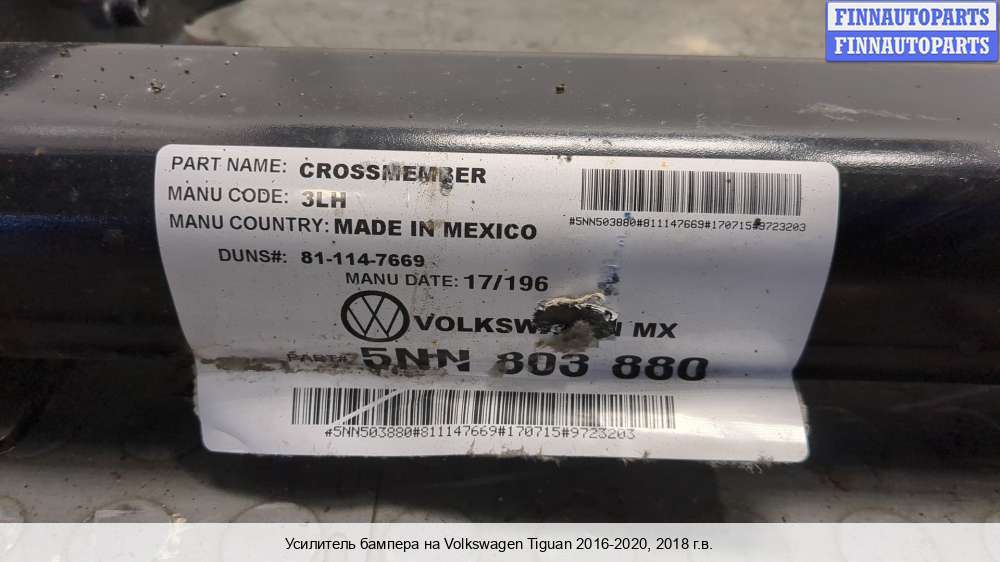 FINNAUTOPARTS
FINNAUTOPARTS
PART NAME: CROSSMEMBER
MANU CODE: 3LH
MANU COUNTRY: MADE IN MEXICO
DUNS#: 81-114-7669
MANU DATE: 17/196
#5NN503880#811147669#170715#9723203
MX
5NN 803 880
#5NN503880#811147669#170715#9723203
Усилитель бампера на Volkswagen Tiguan 2016-2020, 2018 г.в.